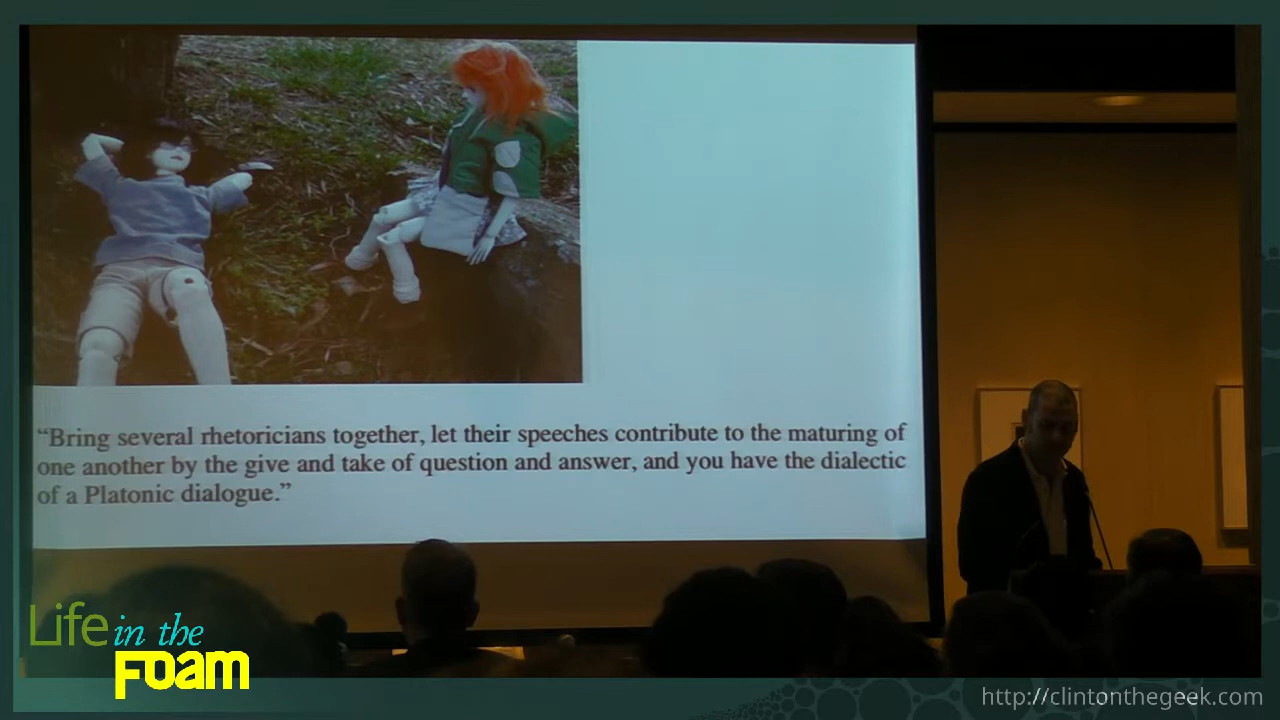 “Bring several rhetoricians together, let their speeches contribute to the maturing of
one another by the give and take of question and answer, and you have the dialectic
of a Platonic dialogue.”
Life in the
FOAM
http://clintonthegeek.com